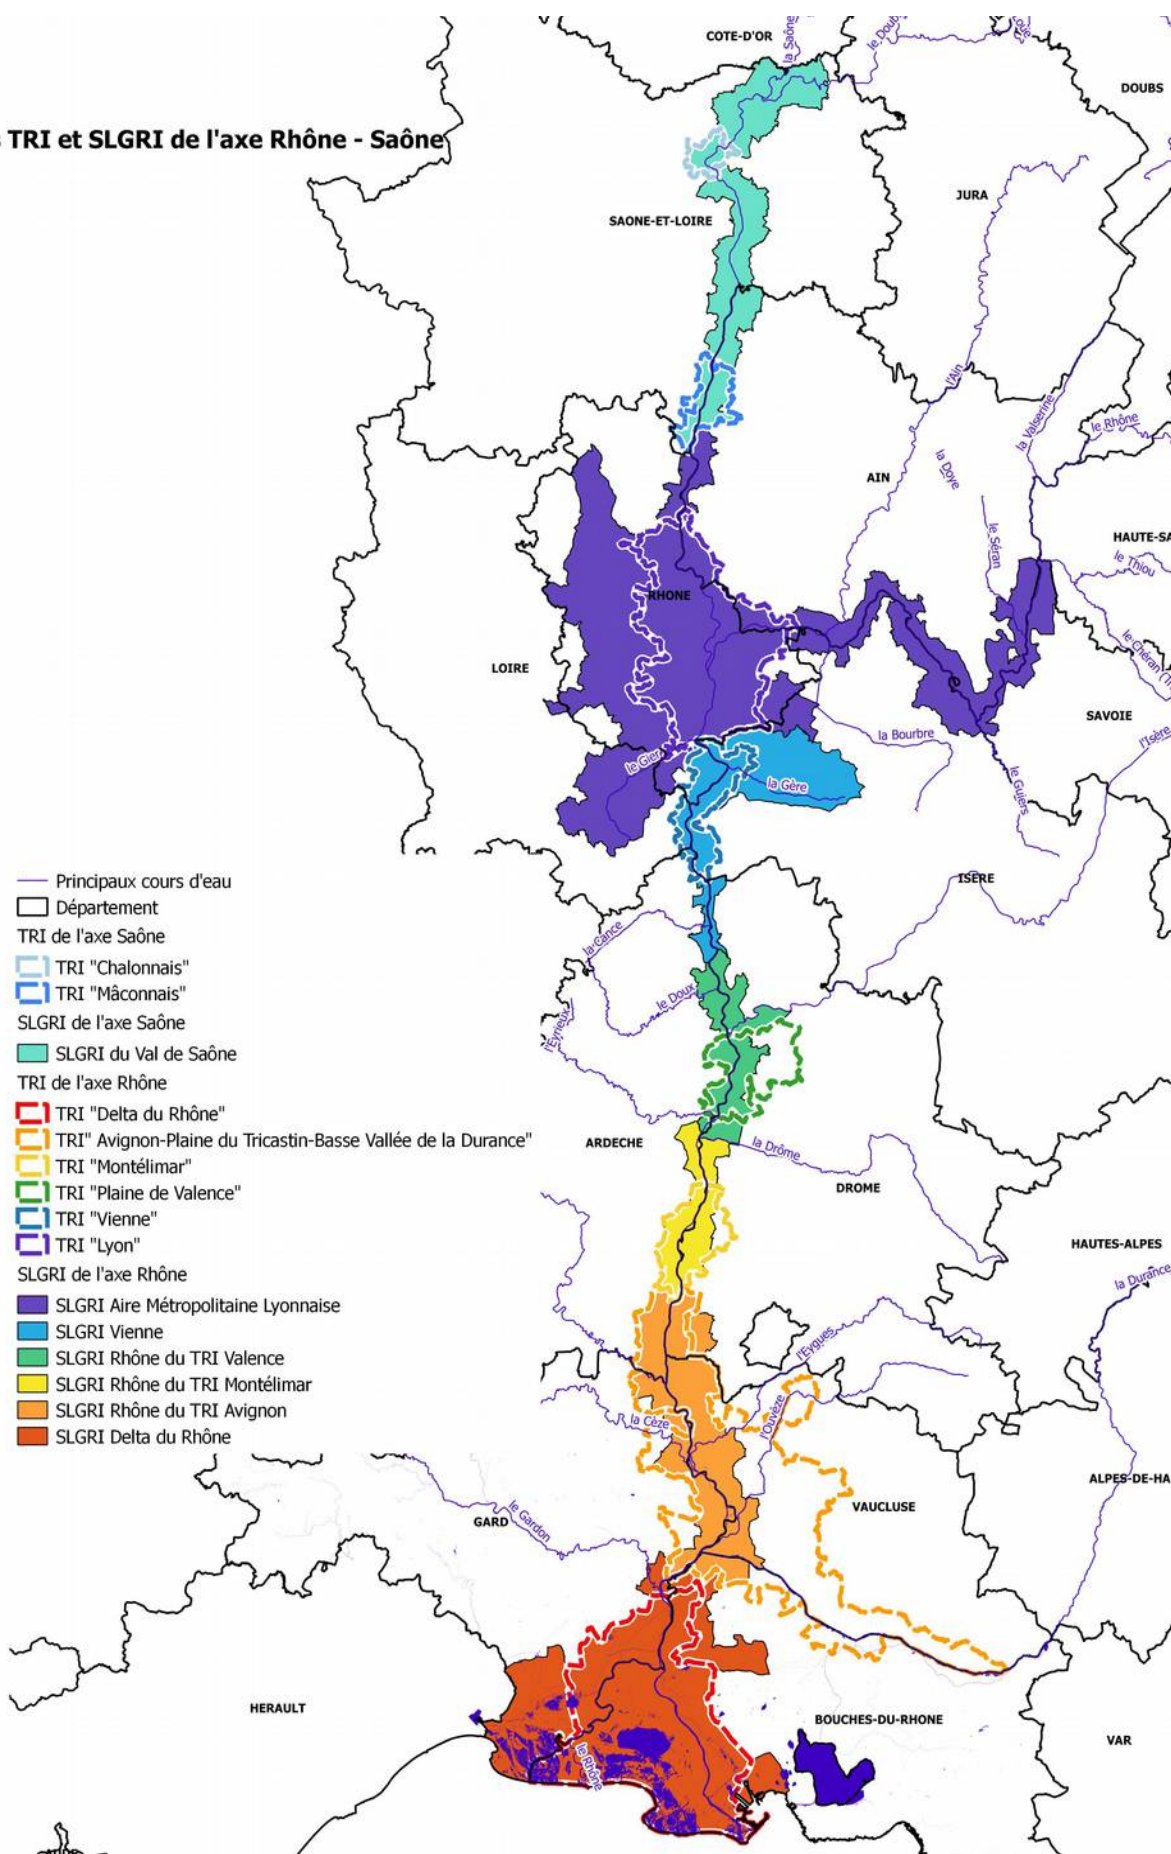 COTE-D'OR
la Saône
le Doubs
DOUBS
TRI et SLGRI de l'axe Rhône - Saône
JURA
SAONE-ET-LOIRE
l'Ain
la Valserine
le Rhône
la Doye
AIN
le Séran
HAUTE-SA
le Thiou
RHONE
le Chéran
LOIRE
SAVOIE
la Bourbre
l'Isère
le Gier
la Gère
le Guiers
ISERE
Principaux cours d'eau
Département
TRI de l'axe Saône
TRI "Chalonnais"
TRI "Mâconnais"
SLGRI de l'axe Saône
SLGRI du Val de Saône
TRI de l'axe Rhône
TRI "Delta du Rhône"
TRI" Avignon-Plaine du Tricastin-Basse Vallée de la Durance"
TRI "Montélimar"
TRI "Plaine de Valence"
TRI "Vienne"
TRI "Lyon"
SLGRI de l'axe Rhône
SLGRI Aire Métropolitaine Lyonnaise
SLGRI Vienne
SLGRI Rhône du TRI Valence
SLGRI Rhône du TRI Montélimar
SLGRI Rhône du TRI Avignon
SLGRI Delta du Rhône
la Cance
le Doux
l'Eyrieux
ARDECHE
la Drôme
DROME
HAUTES-ALPES
la Durance
l'Eygues
l'Ouvèze
la Cèze
ALPES-DE-HA
VAUCLUSE
GARD
le Gardon
HERAULT
le Rhône
BOUCHES-DU-RHONE
VAR